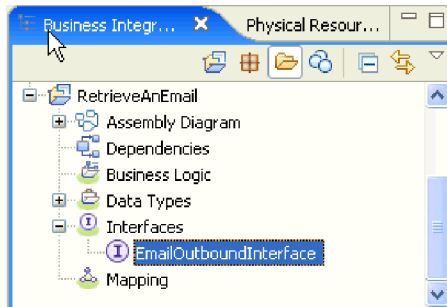 Business Integr... Physical Resour...
RetrieveAnEmail
Assembly Diagram
Dependencies
Business Logic
Data Types
Interfaces
EmailOutboundInterface
Mapping